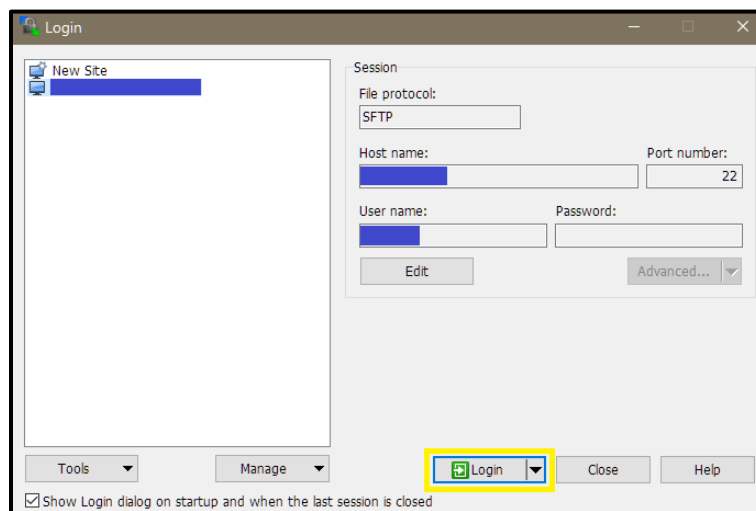 Login
New Site
Session
File protocol:
SFTP
Host name:
Port number:
22
User name:
Password:
Edit
Advanced...
Tools
Manage
Login
Close
Help
Show Login dialog on startup and when the last session is closed